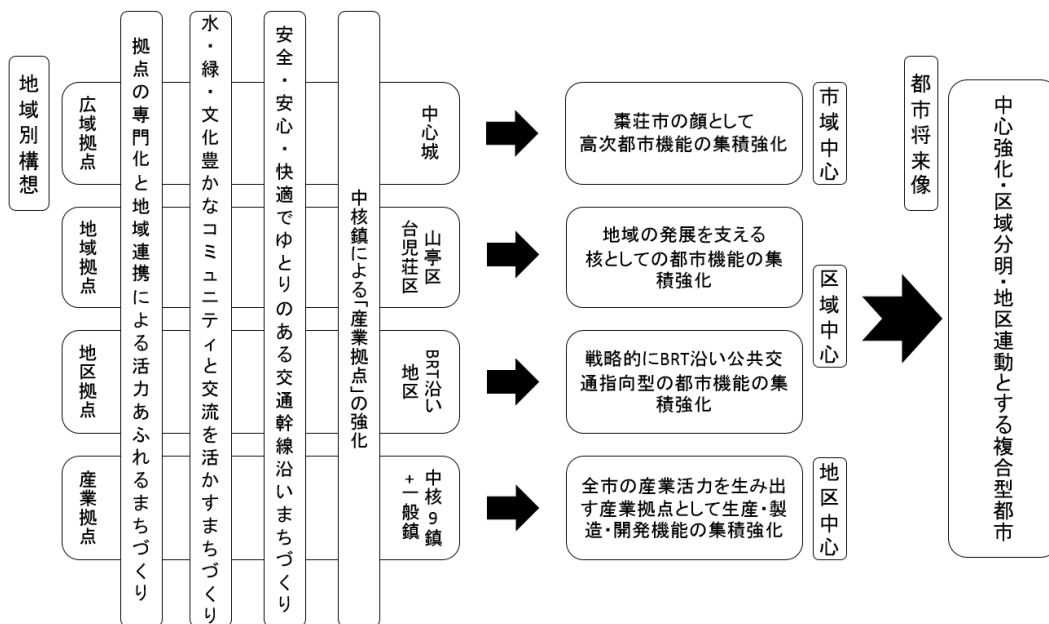 地域別構想
広域拠点
地域拠点
地区拠点
産業拠点
拠点の専門化と地域連携による活力あふれるまちづくり
水・緑・文化豊かなコミュニティと交流を活かすまちづくり
安全・安心・快適でゆとりのある交通幹線沿いまちづくり
中核鎮による「産業拠点」の強化
中心城
山亭区
台児荘区
BRT沿い
地区
中核9鎮
+一般鎮
棗荘市の顔として
高次都市機能の集積強化
地域の発展を支える
核としての都市機能の集
積強化
戦略的にBRT沿い公共交
通指向型の都市機能の集
積強化
全市の産業活力を生み出
す産業拠点として生産・製
造・開発機能の集積強化
市域中心
区域中心
地区中心
都市将来像
中心強化・区域分明・地区連動とする複合型都市